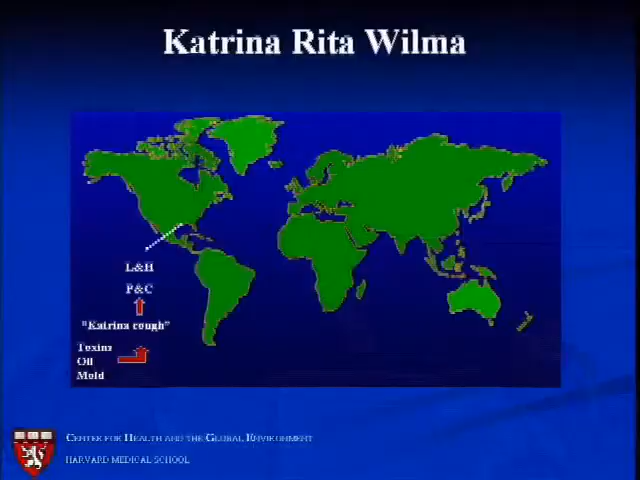 Katrina Rita Wilma
L&H
P&C
"Katrina cough"
Toxins
Oil
Mold
CENTER FOR HEALTH AND THE GLOBAL ENVIRONMENT
HARVARD MEDICAL SCHOOL